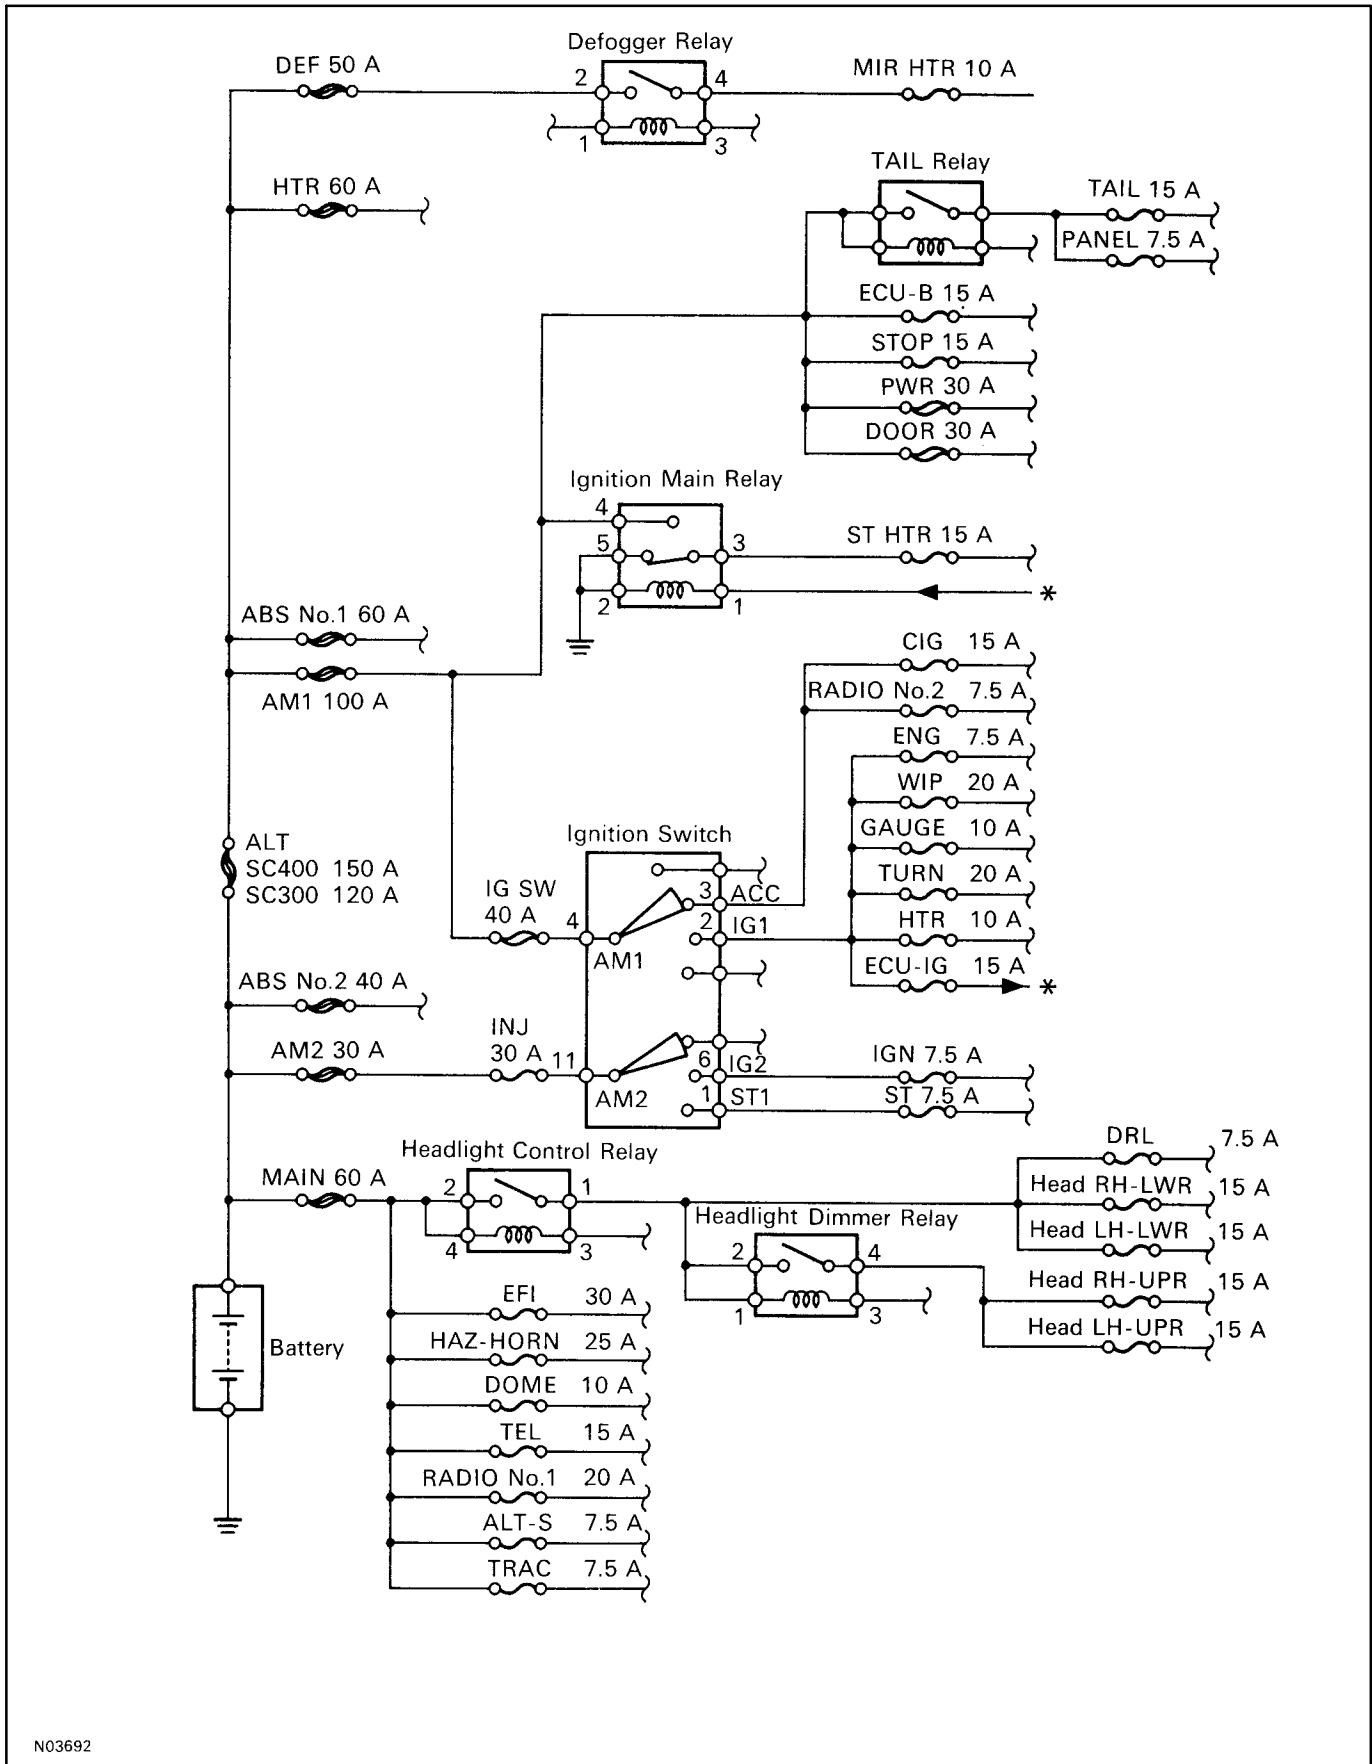 Defogger Relay
DEF 50 A
2
4
MIR HTR 10 A
1
3
TAIL Relay
HTR 60 A
TAIL 15 A
PANEL 7.5 A
ECU-B 15 A
STOP 15 A
PWR 30 A
DOOR 30 A
Ignition Main Relay
4
5
3
ST HTR 15 A
2
1
*
ABS No.1 60 A
AM1 100 A
CIG 15 A
RADIO No.2 7.5 A
ENG 7.5 A
WIP 20 A
GAUGE 10 A
TURN 20 A
HTR 10 A
ECU-IG 15 A
*
ALT
SC400 150 A
SC300 120 A
Ignition Switch
IG SW
40 A
4
3
ACC
2
IG1
AM1
ABS No.2 40 A
AM2 30 A
INJ
30 A
11
6
IG2
AM2
1
ST1
IGN 7.5 A
ST 7.5 A
Headlight Control Relay
MAIN 60 A
2
1
4
3
DRL 7.5 A
Head RH-LWR 15 A
Head LH-LWR 15 A
Headlight Dimmer Relay
2
4
1
3
Head RH-UPR 15 A
Head LH-UPR 15 A
Battery
EFI 30 A
HAZ-HORN 25 A
DOME 10 A
TEL 15 A
RADIO No.1 20 A
ALT-S 7.5 A
TRAC 7.5 A
N03692